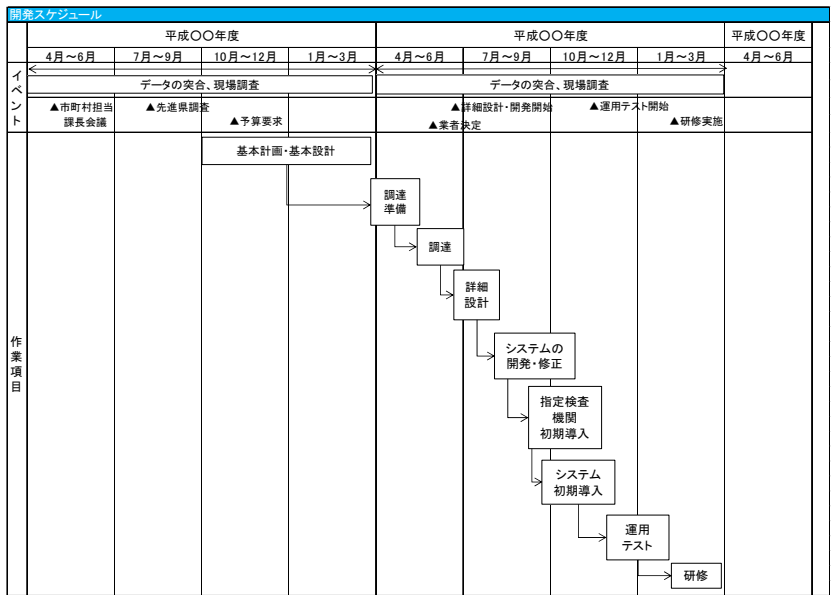 開発スケジュール
平成〇〇年度
平成〇〇年度
平成〇〇年度
4月～6月
7月～9月
10月～12月
1月～3月
4月～6月
7月～9月
10月～12月
1月～3月
4月～6月
イベント
データの突合、現場調査
データの突合、現場調査
▲市町村担当
課長会議
▲先進県調査
▲予算要求
▲詳細設計・開発開始
▲業者決定
▲運用テスト開始
▲研修実施
作業項目
基本計画・基本設計
調達
準備
調達
詳細
設計
システムの
開発・修正
指定検査
機関
初期導入
システム
初期導入
運用
テスト
研修